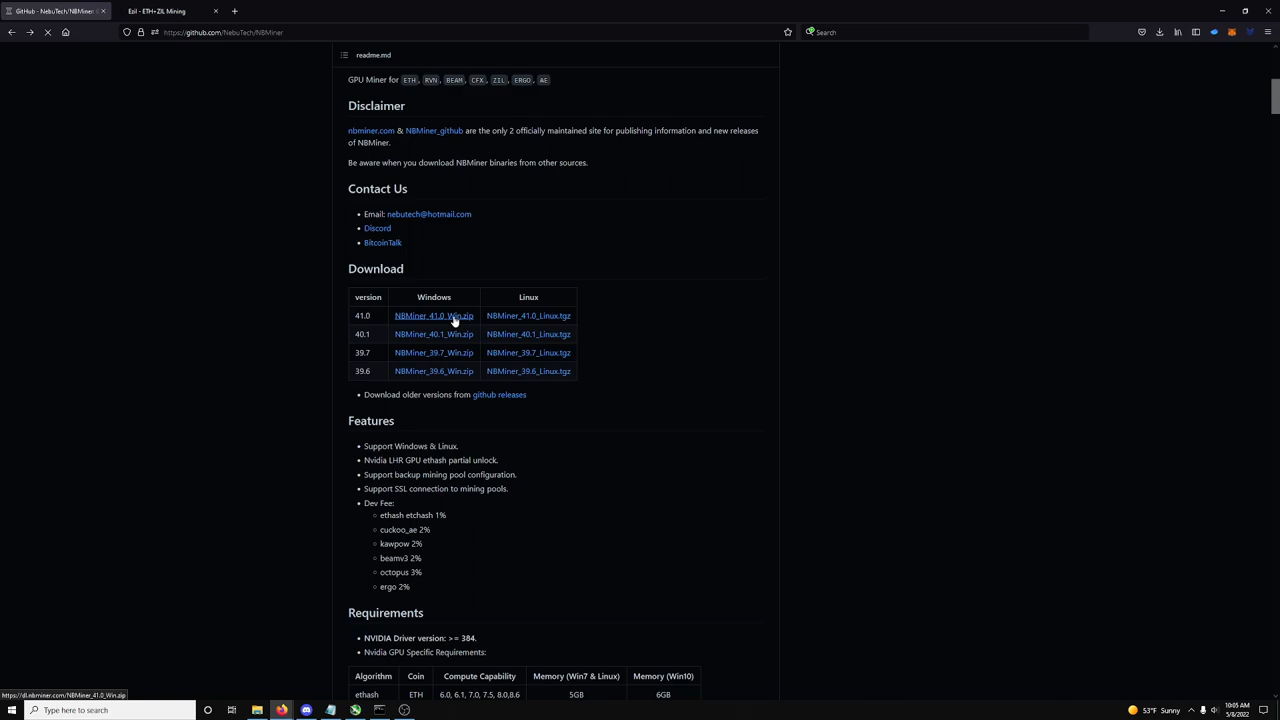 GitHub - NebuTech/NBMiner: G
Ezil - ETH+ZIL Mining
https://github.com/NebuTech/NBMiner
Search
readme.md
GPU Miner for ETH, RVN, BEAM, CFX, ZIL, ERGO, AE
Disclaimer
nbminer.com & NBMiner_github are the only 2 officially maintained site for publishing information and new releases
of NBMiner.
Be aware when you download NBMiner binaries from other sources.
Contact Us
• Email: nebutech@hotmail.com
• Discord
• BitcoinTalk
Download
version Windows Linux
41.0 NBMiner_41.0_Win.zip NBMiner_41.0_Linux.tgz
40.1 NBMiner_40.1_Win.zip NBMiner_40.1_Linux.tgz
39.7 NBMiner_39.7_Win.zip NBMiner_39.7_Linux.tgz
39.6 NBMiner_39.6_Win.zip NBMiner_39.6_Linux.tgz
• Download older versions from github releases
Features
• Support Windows & Linux.
• Nvidia LHR GPU ethash partial unlock.
• Support backup mining pool configuration.
• Support SSL connection to mining pools.
• Dev Fee:
ethash etchash 1%
cuckoo_ae 2%
kawpow 2%
beamv3 2%
octopus 3%
ergo 2%
Requirements
• NVIDIA Driver version: >= 384.
• Nvidia GPU Specific Requirements:
Algorithm Coin Compute Capability Memory (Win7 & Linux) Memory (Win10)
ethash ETH 6.0, 6.1, 7.0, 7.5, 8.0,8.6 5GB 6GB
https://dl.nbminer.com/NBMiner_41.0_Win.zip
Type here to search
53°F Sunny
10:05 AM
5/8/2022